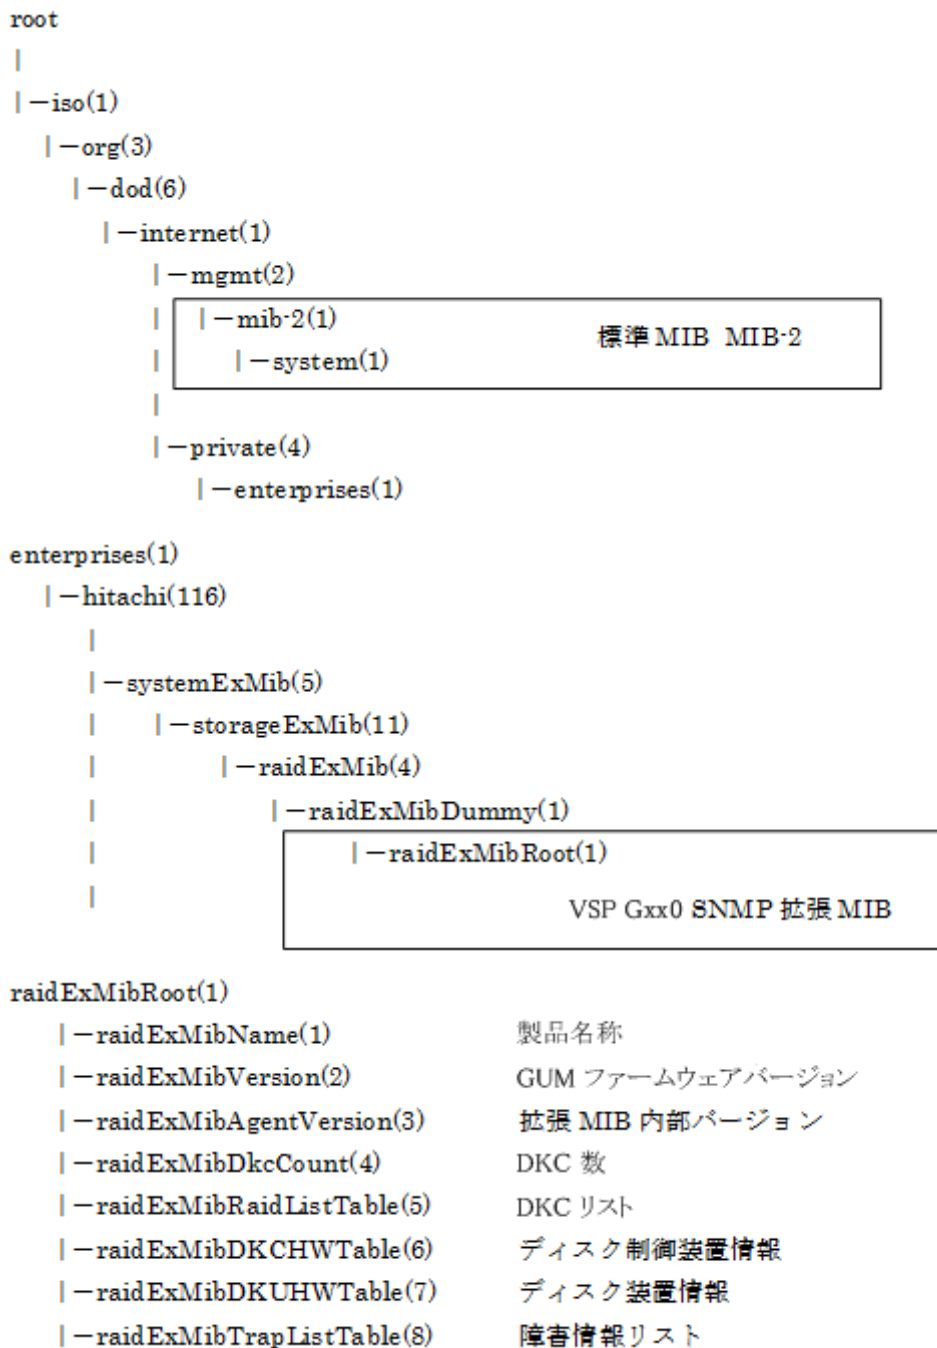 root
|
|－iso(1)
|－org(3)
|－dod(6)
|－internet(1)
|－mgmt(2)
| |－mib-2(1) 標準 MIB MIB-2
| |－system(1)
|
|－private(4)
|－enterprises(1)
enterprises(1)
|－hitachi(116)
|
|－systemExMib(5)
| |－storageExMib(11)
| |－raidExMib(4)
| |－raidExMibDummy(1)
| |－raidExMibRoot(1)
| VSP Gxx0 SNMP 拡張 MIB
raidExMibRoot(1)
|－raidExMibName(1) 製品名称
|－raidExMibVersion(2) GUM ファームウェアバージョン
|－raidExMibAgentVersion(3) 拡張 MIB 内部バージョン
|－raidExMibDkcCount(4) DKC 数
|－raidExMibRaidListTable(5) DKC リスト
|－raidExMibDKCHWTable(6) ディスク制御装置情報
|－raidExMibDKUHWTable(7) ディスク装置情報
|－raidExMibTrapListTable(8) 障害情報リスト